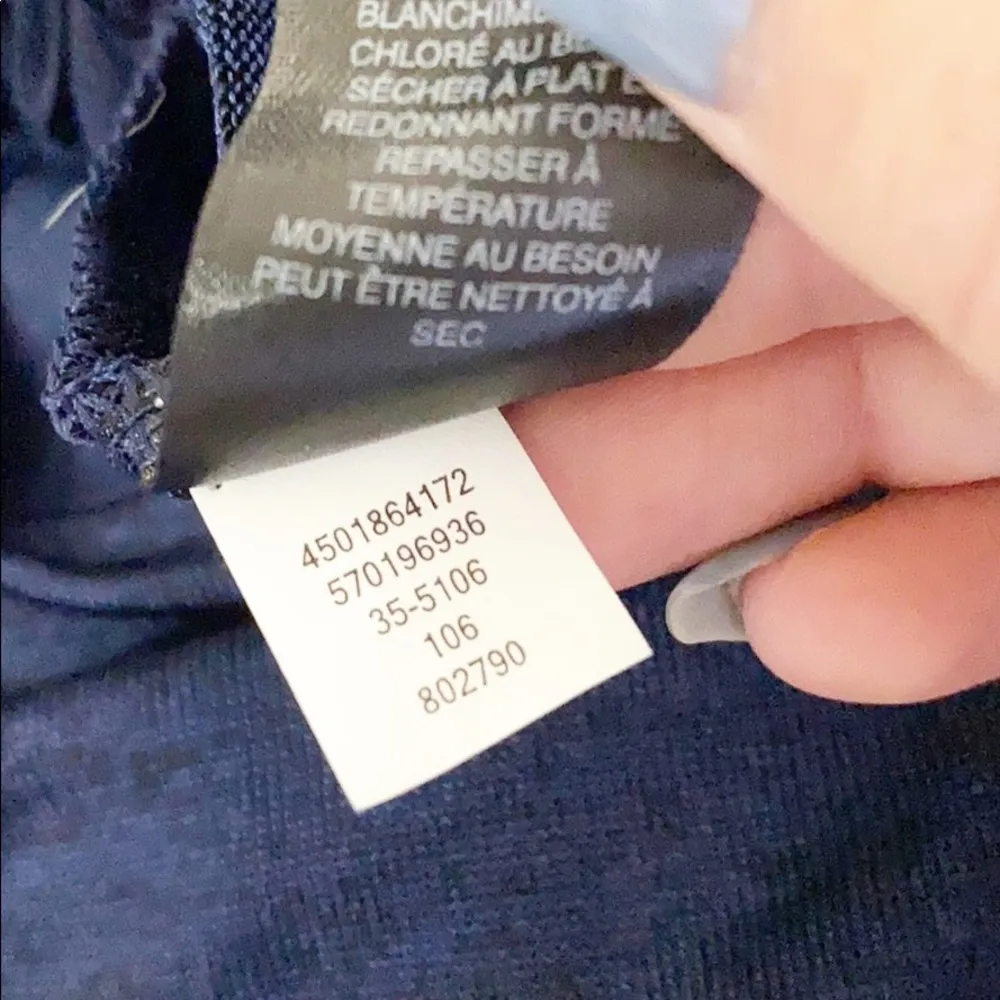 CHLORÉ AU
SÉCHER À PLAT
REDONNANT FORME
REPASSER À
TEMPÉRATURE
MOYENNE AU BESOIN
PEUT ÊTRE NETTOYÉ À
SEC
4501864172
570196936
35-5106
106
802790